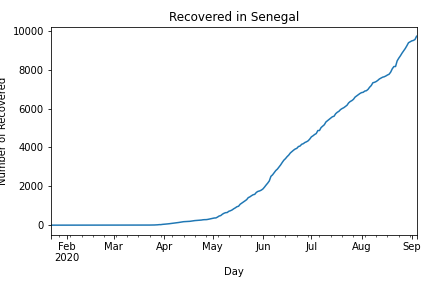 Recovered in Senegal
Number of Recovered
10000
8000
6000
4000
2000
0
Feb Mar Apr May Jun Jul Aug Sep
2020
Day